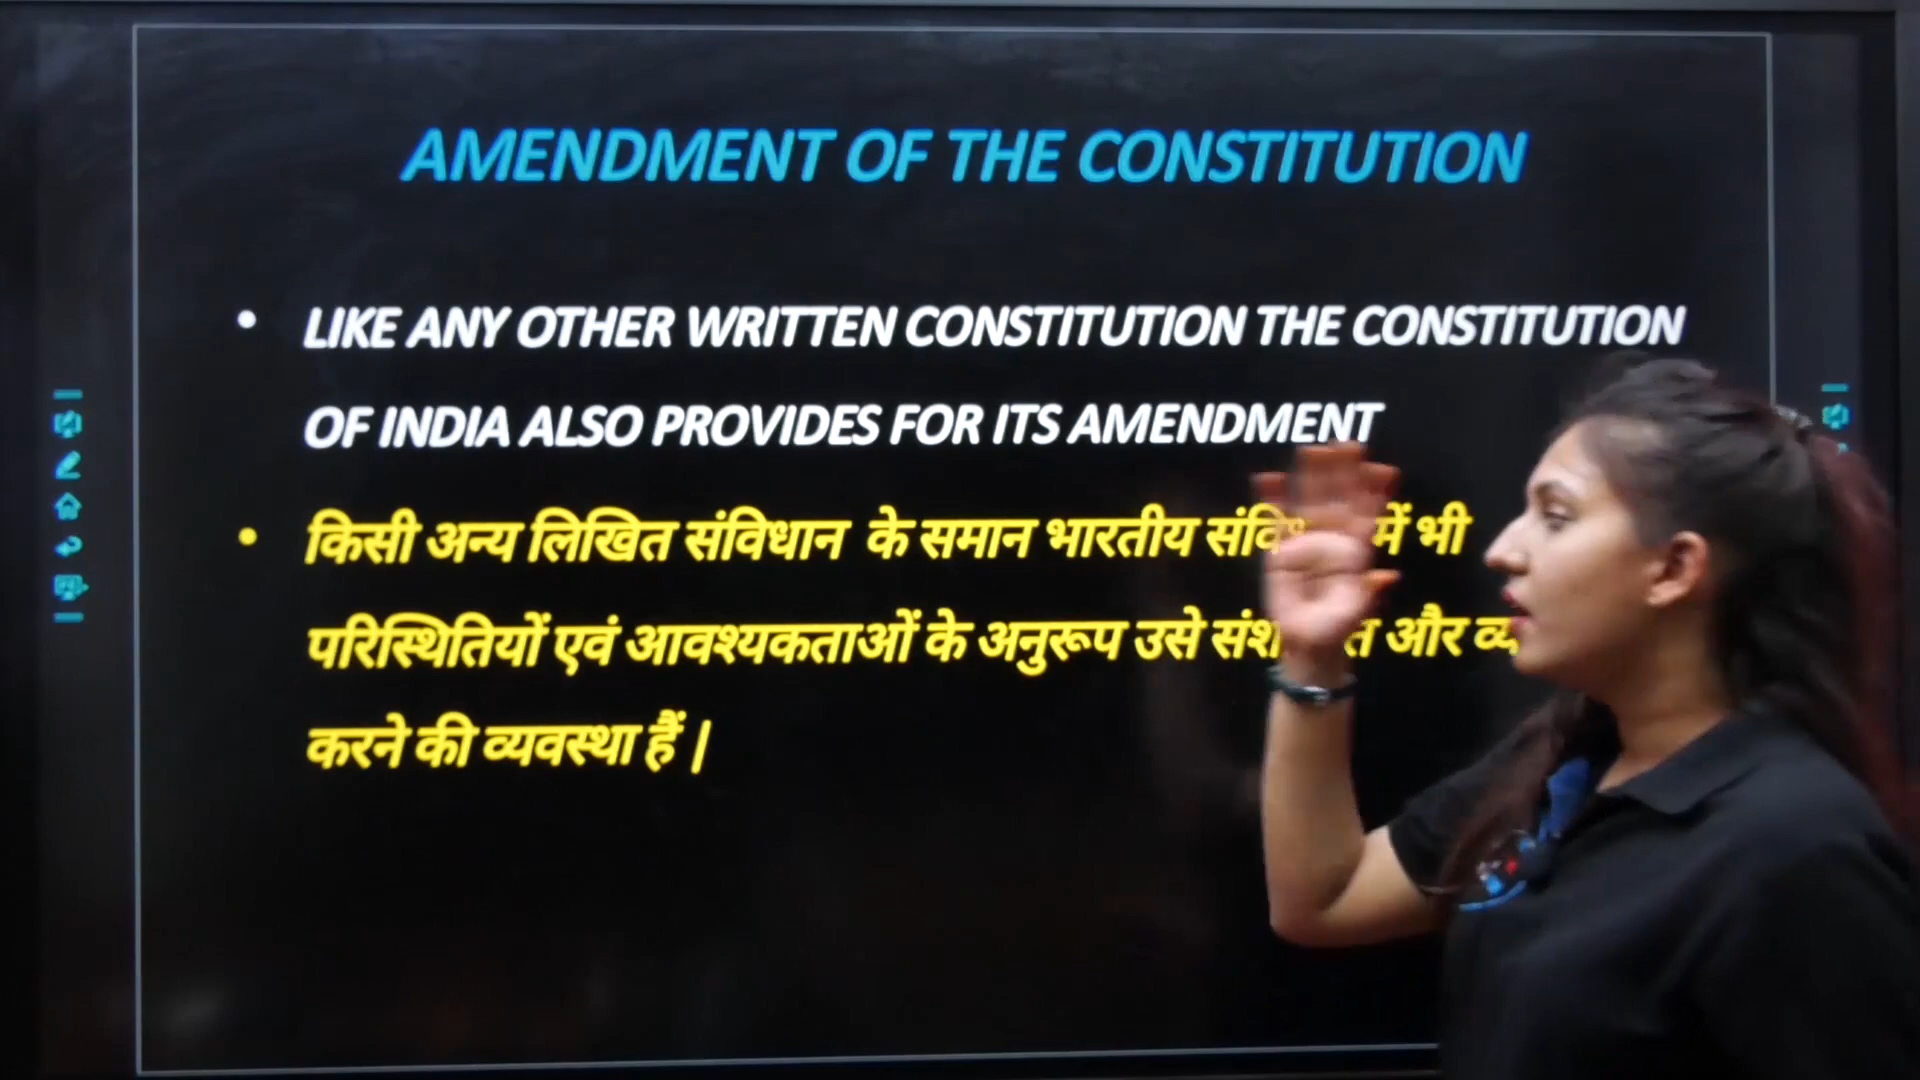 AMENDMENT OF THE CONSTITUTION
• LIKE ANY OTHER WRITTEN CONSTITUTION THE CONSTITUTION
OF INDIA ALSO PROVIDES FOR ITS AMENDMENT
• किसी अन्य लिखित संविधान के समान भारतीय में भी
परिस्थितियों एवं आवश्यकताओं के अनुरूप उसे और
करने की व्यवस्था हैं |